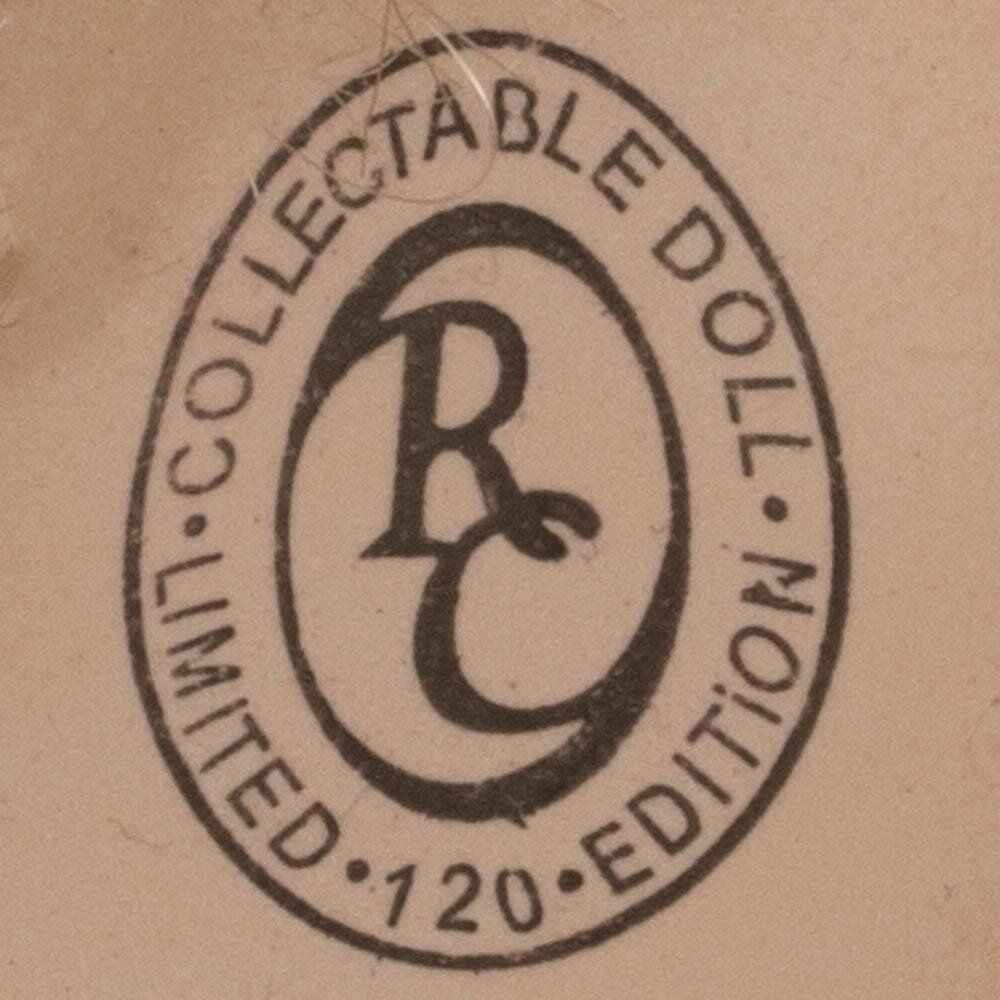 • COLLECTABLE DOLL •
LIMITED • 120 • EDITION
RC